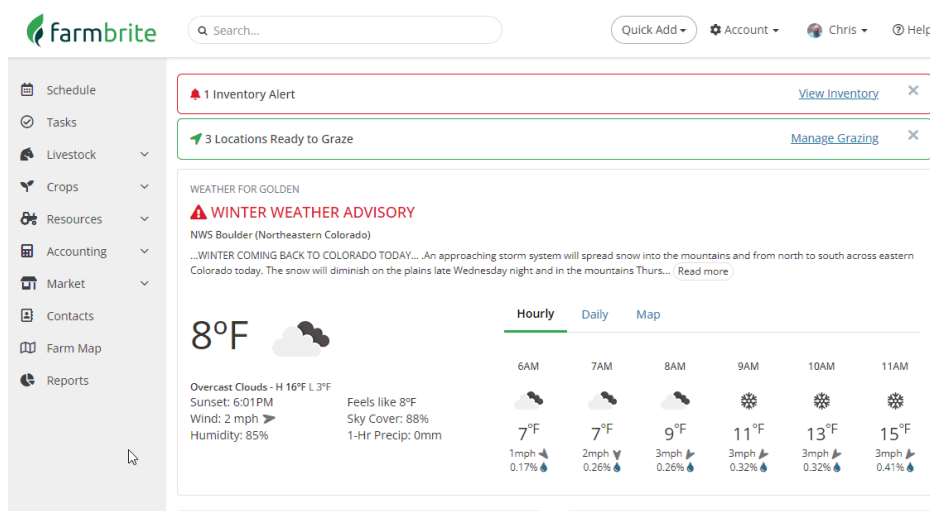 farmbrite
Search...
Quick Add
Account
Chris
Help
Schedule
Tasks
Livestock
Crops
Resources
Accounting
Market
Contacts
Farm Map
Reports
1 Inventory Alert
View Inventory
3 Locations Ready to Graze
Manage Grazing
WEATHER FOR GOLDEN
WINTER WEATHER ADVISORY
NWS Boulder (Northeastern Colorado)
...WINTER COMING BACK TO COLORADO TODAY... .An approaching storm system will spread snow into the mountains and from north to south across eastern
Colorado today. The snow will diminish on the plains late Wednesday night and in the mountains Thurs... Read more
8°F
Overcast Clouds - H 16°F L 3°F
Sunset: 6:01PM Feels like 8°F
Wind: 2 mph Sky Cover: 88%
Humidity: 85% 1-Hr Precip: 0mm
Hourly Daily Map
6AM 7AM 8AM 9AM 10AM 11AM
7°F 7°F 9°F 11°F 13°F 15°F
1mph 2mph 3mph 3mph 3mph 3mph
0.17% 0.26% 0.26% 0.32% 0.32% 0.41%